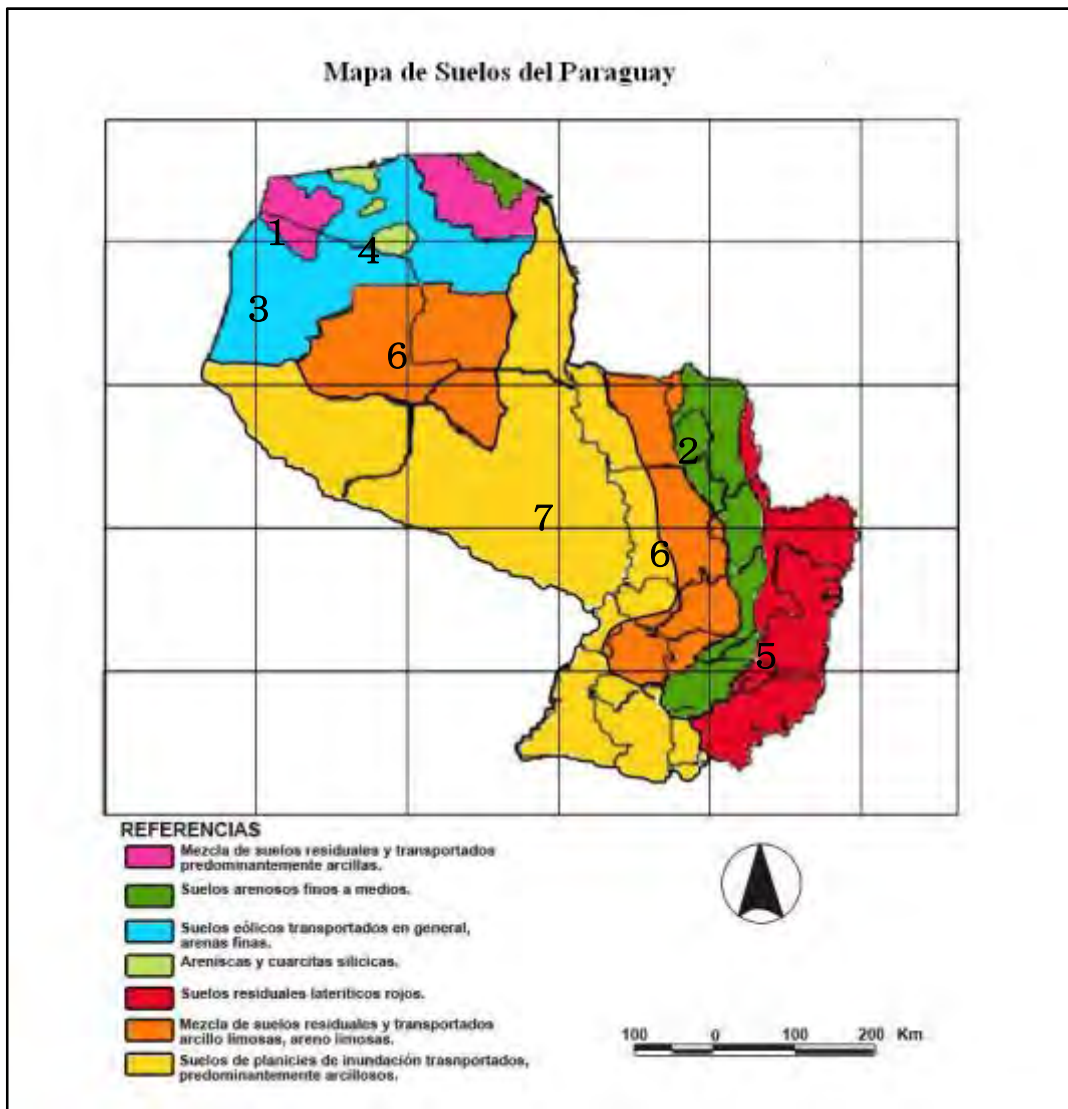 Mapa de Suelos del Paraguay
1
4
3
6
2
7
6
5
REFERENCIAS
Mezcla de suelos residuales y transportados
predominantemente arcillas.
Suelos arenosos finos a medios.
Suelos eólicos transportados en general,
arenas finas.
Areniscas y cuarcitas silicicas.
Suelos residuales lateríticos rojos.
Mezcla de suelos residuales y transportados
arcillo limosas, areno limosas.
Suelos de planicies de inundación trasnportados,
predominantemente arcillosos.
100 0 100 200 Km